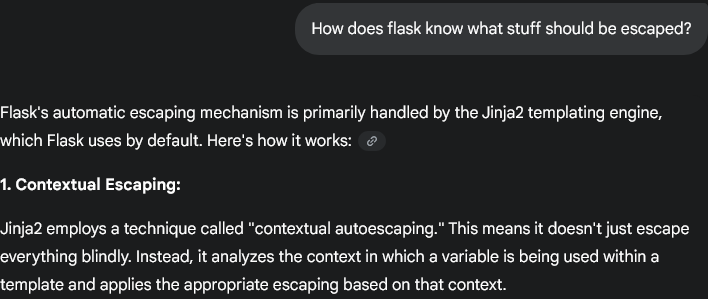 How does flask know what stuff should be escaped?
Flask's automatic escaping mechanism is primarily handled by the Jinja2 templating engine,
which Flask uses by default. Here's how it works:
1. Contextual Escaping:
Jinja2 employs a technique called "contextual autoescaping." This means it doesn't just escape
everything blindly. Instead, it analyzes the context in which a variable is being used within a
template and applies the appropriate escaping based on that context.